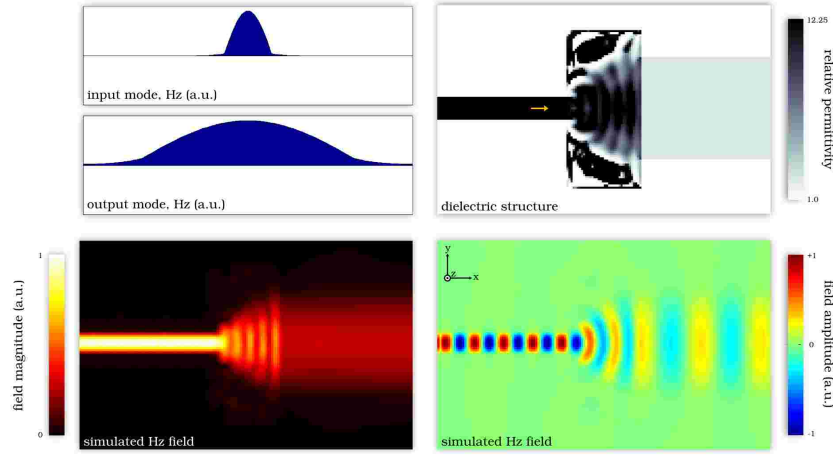 input mode, Hz (a.u.)
output mode, Hz (a.u.)
dielectric structure
12.25
relative permittivity
1.0
1
field magnitude (a.u.)
0
simulated Hz field
y
z
x
simulated Hz field
+1
field amplitude (a.u.)
0
-1